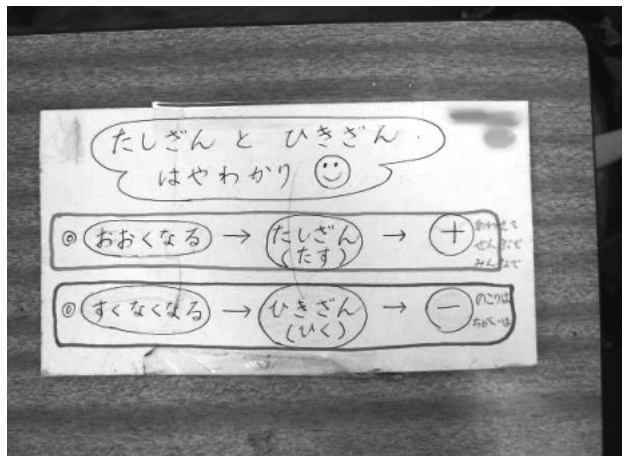 たしざん と ひきざん
はやわかり
◎ おおくなる → たしざん (たす) → +
あわせて
ぜんぶで
みんなで
◎ すくなくなる → ひきざん (ひく) → −
のこりは
ちがいは